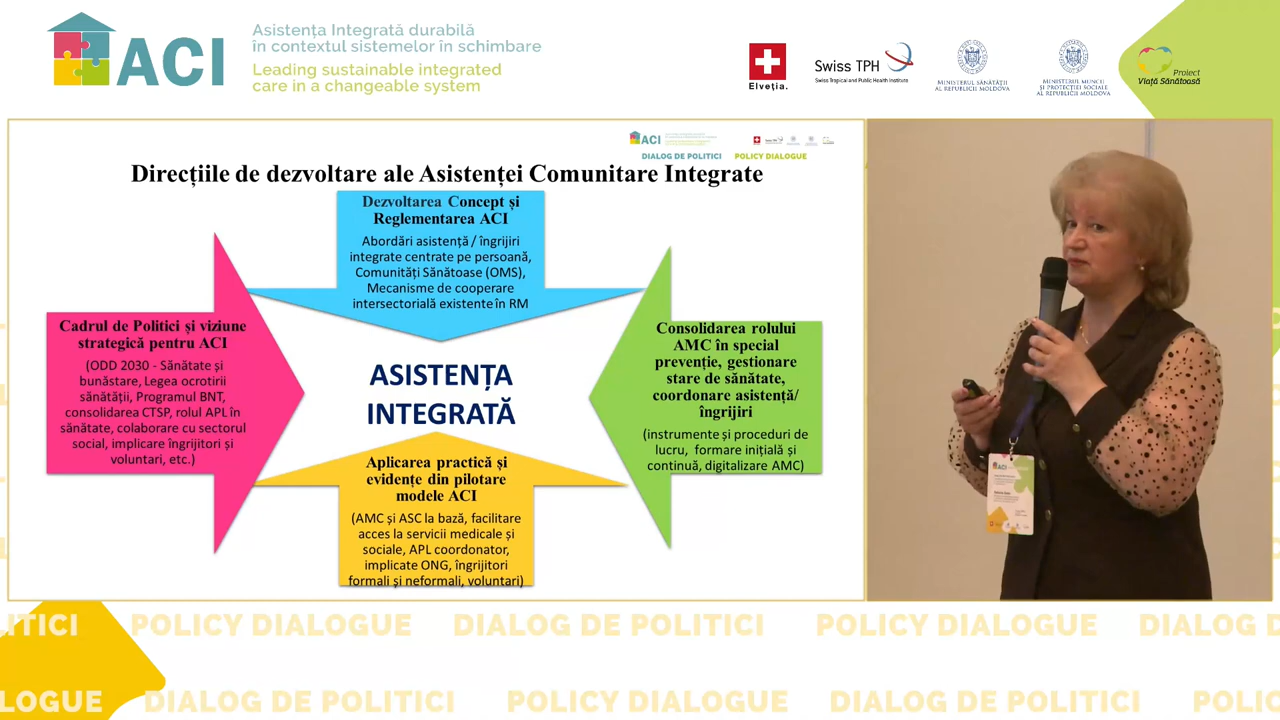 ACI
Asistența Integrată durabilă
în contextul sistemelor în schimbare
Leading sustainable integrated
care in a changeable system
Elveția.
Swiss TPH
Swiss Tropical and Public Health Institute
MINISTERUL SĂNĂTĂȚII
AL REPUBLICII MOLDOVA
MINISTERUL MUNCII
ȘI PROTECȚIEI SOCIALE
AL REPUBLICII MOLDOVA
Proiect
Viață Sănătoasă
ACI
DIALOG DE POLITICI POLICY DIALOGUE
Direcțiile de dezvoltare ale Asistenței Comunitare Integrate
Dezvoltarea Concept și
Reglementarea ACI
Abordări asistență / îngrijiri
integrate centrate pe persoană,
Comunități Sănătoase (OMS),
Mecanisme de cooperare
intersectorială existente în RM
Cadrul de Politici și viziune
strategică pentru ACI
(ODD 2030 - Sănătate și
bunăstare, Legea ocrotirii
sănătății, Programul BNT,
consolidarea CTSP, rolul APL în
sănătate, colaborare cu sectorul
social, implicare îngrijitori și
voluntari, etc.)
ASISTENȚA
INTEGRATĂ
Consolidarea rolului
AMC în special
prevenție, gestionare
stare de sănătate,
coordonare asistență/
îngrijiri
(instrumente și proceduri de
lucru, formare inițială și
continuă, digitalizare AMC)
Aplicarea practică și
evidențe din pilotare
modele ACI
(AMC și ASC la bază, facilitare
acces la servicii medicale și
sociale, APL coordonator,
implicate ONG, îngrijitori
formali și neformali, voluntari)
ACI
ITICI POLICY DIALOGUE DIALOG DE POLITICI POLICY DIALOGUE DIALOG D
LOGUE DIALOG DE POLITICI POLICY DIALOGUE DIALOG DE POLITICI POLIC